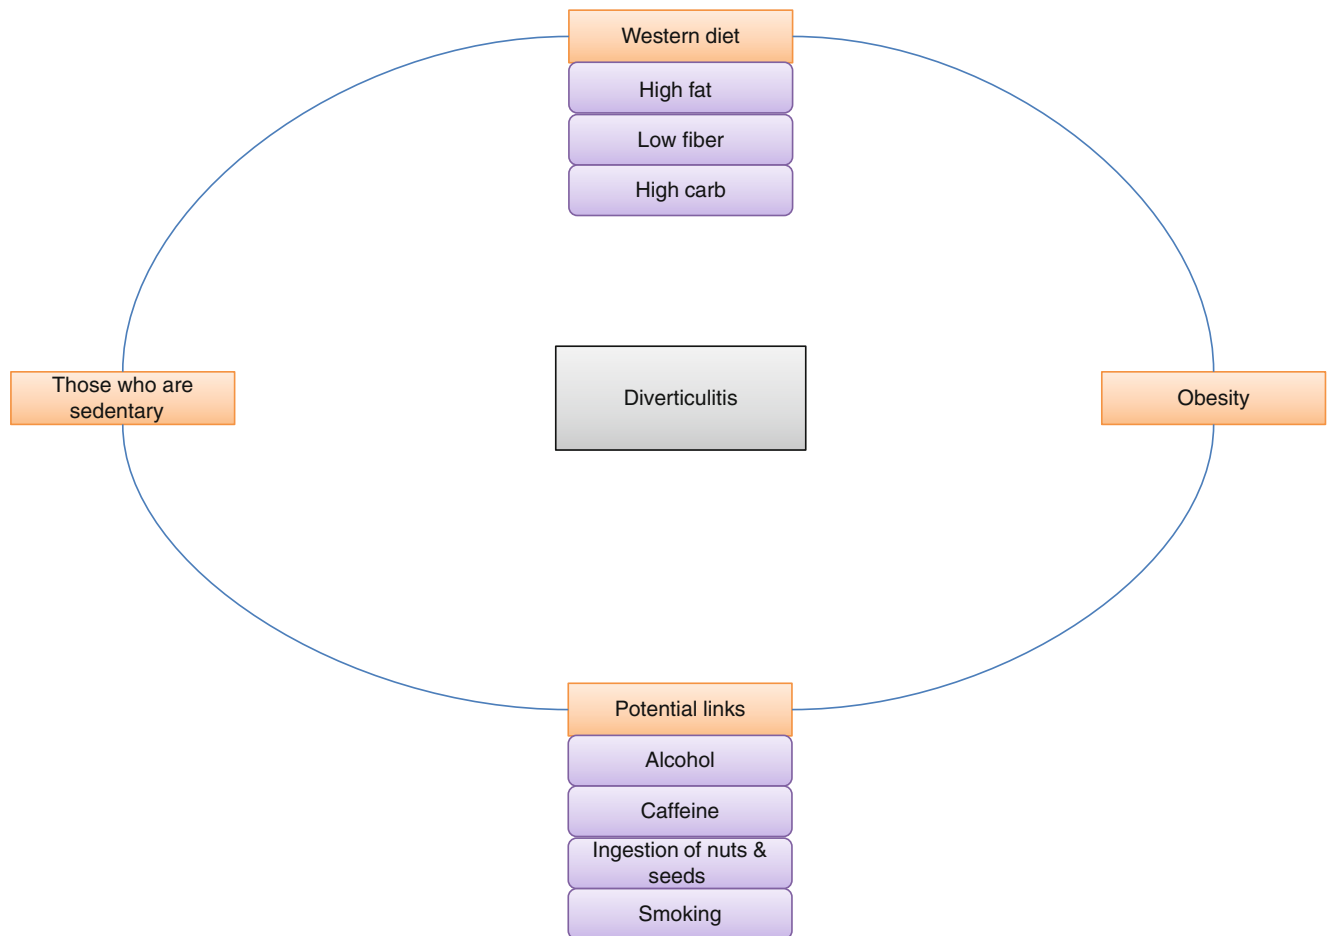 Western diet
High fat
Low fiber
High carb
Those who are
sedentary
Diverticulitis
Obesity
Potential links
Alcohol
Caffeine
Ingestion of nuts &
seeds
Smoking